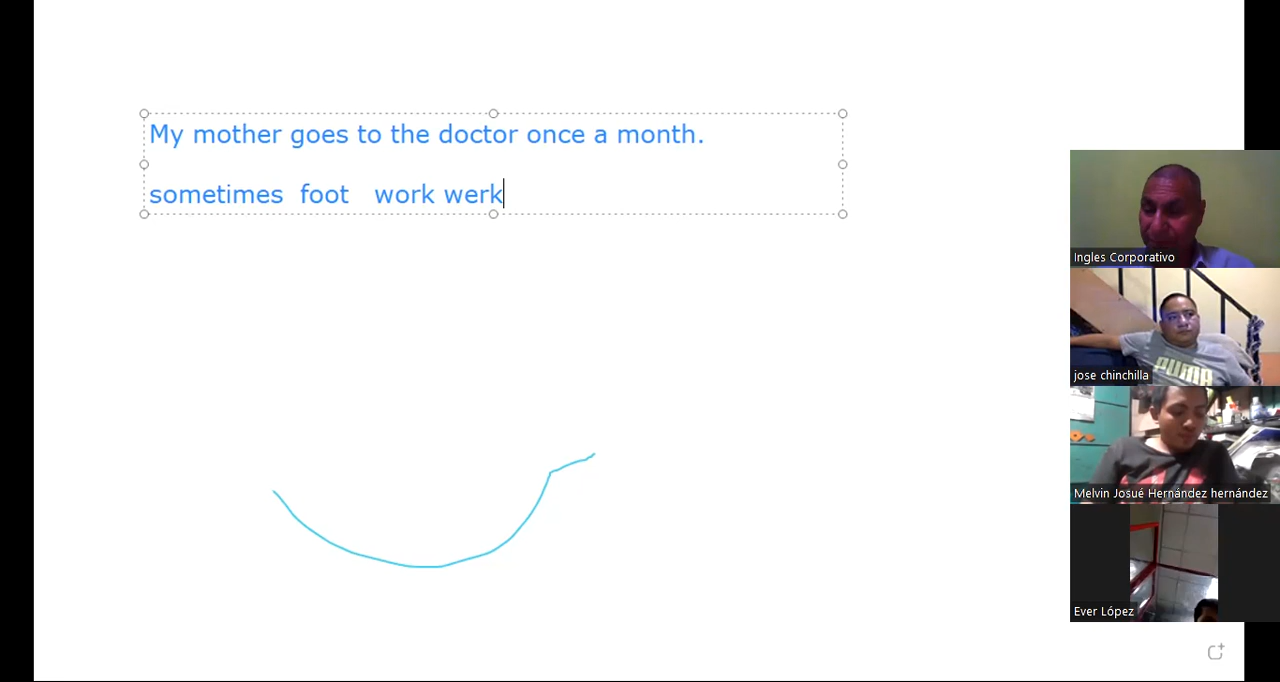 My mother goes to the doctor once a month.
sometimes foot work werk
Ingles Corporativo
PUMA
jose chinchilla
Melvin Josué Hernández hernández
Ever López